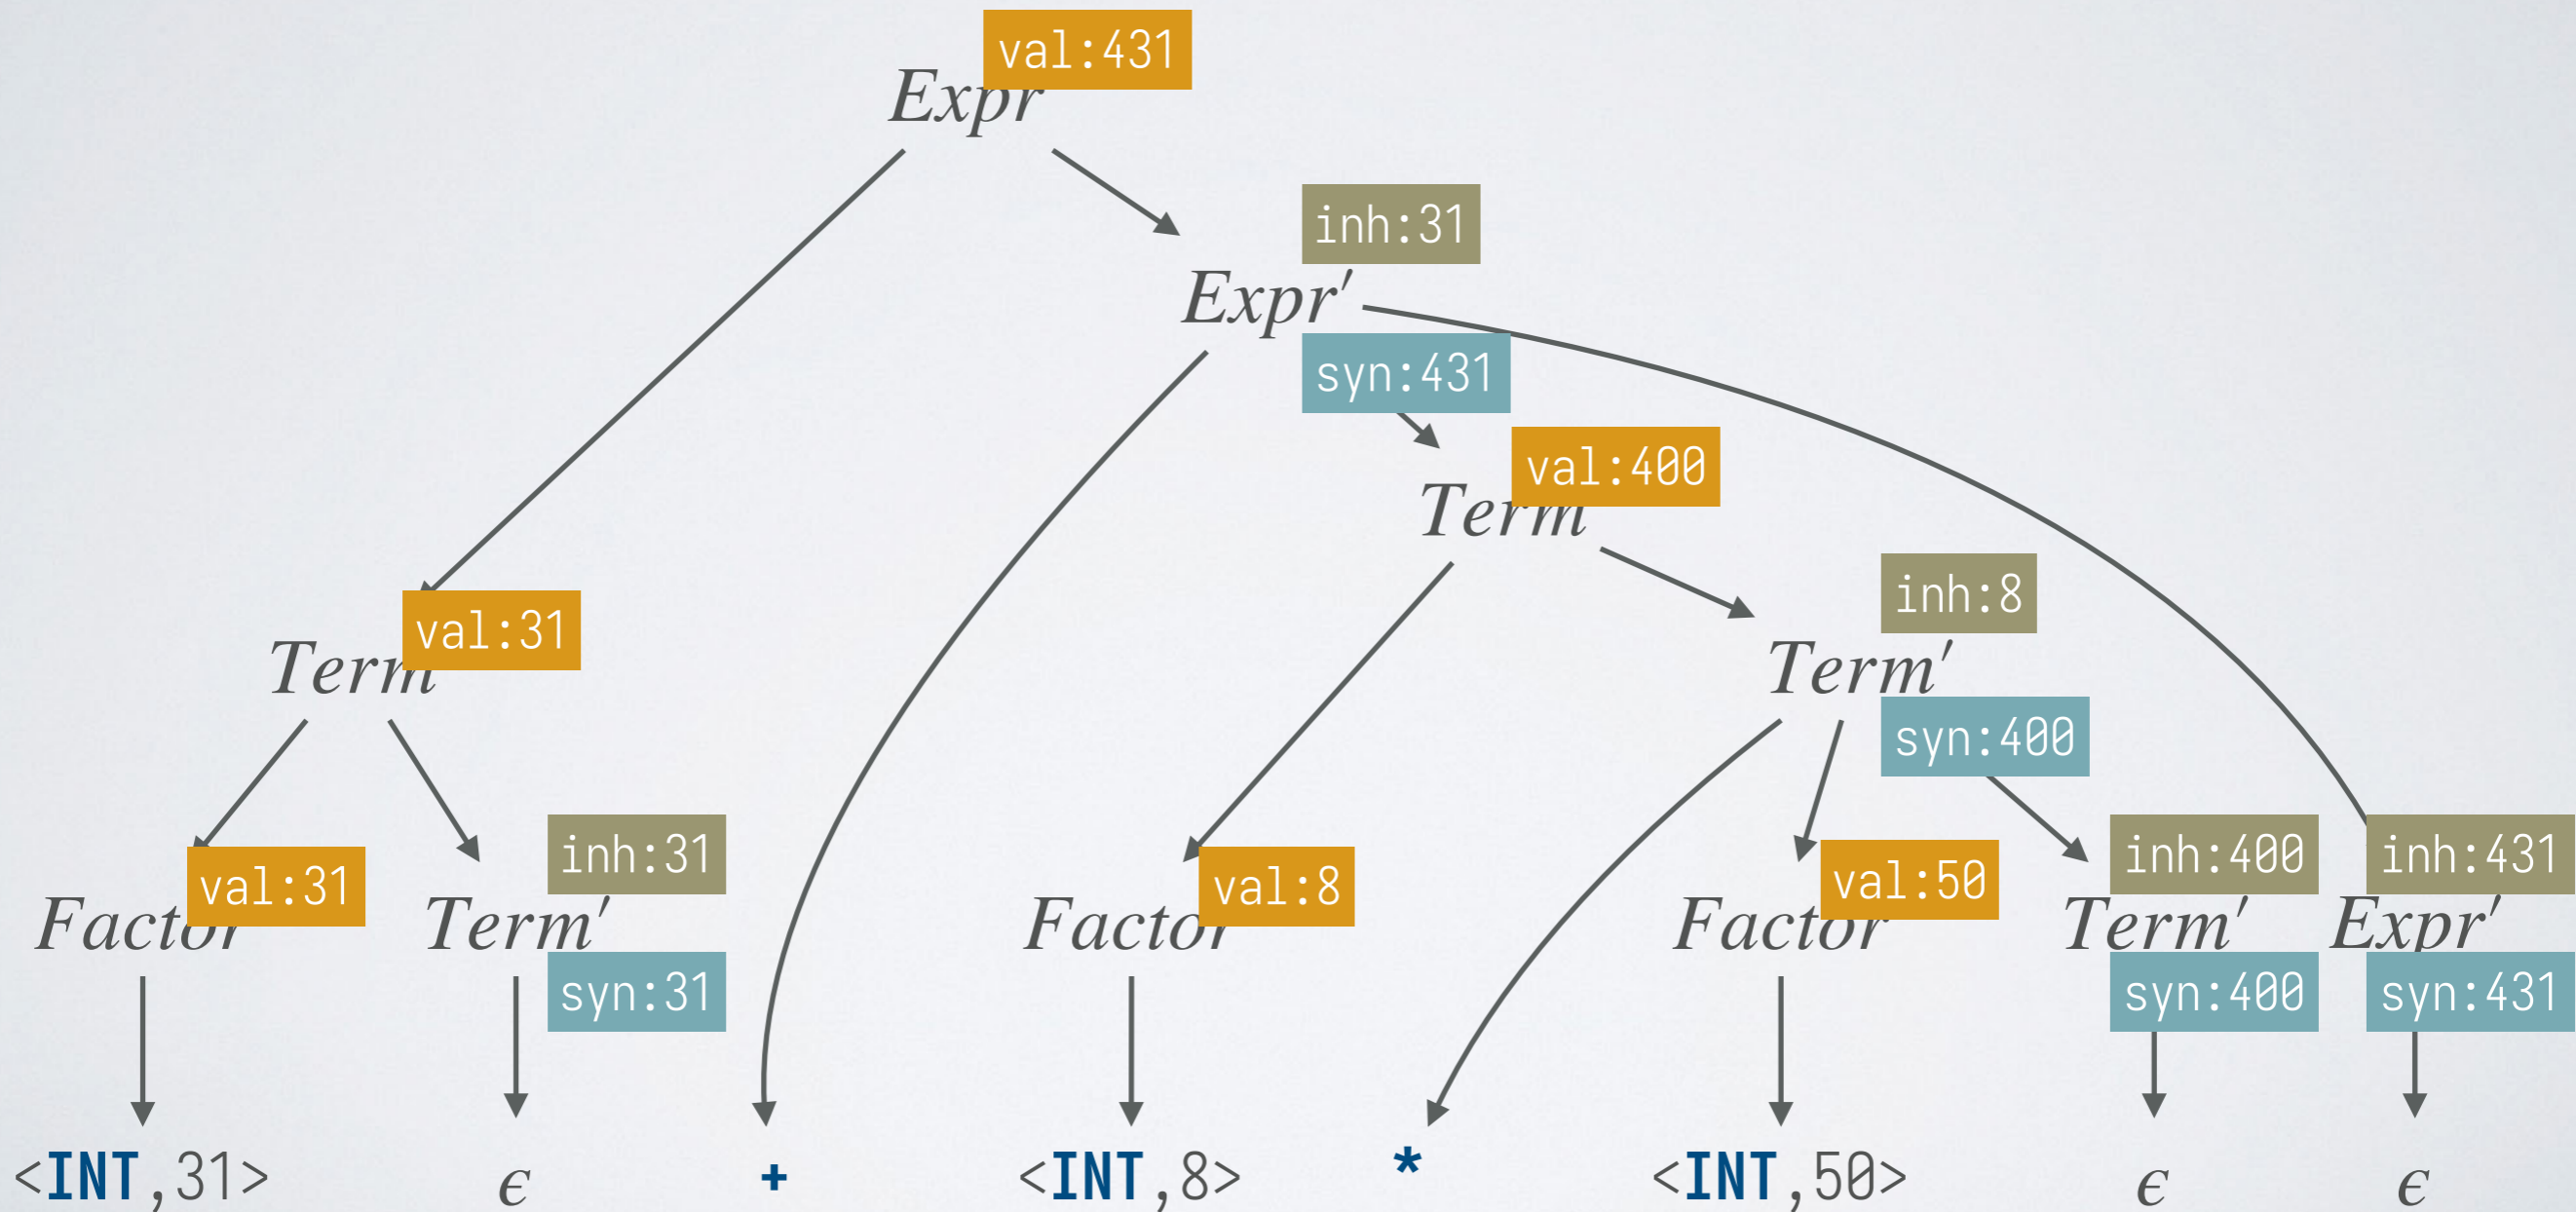 val:431
Expr
inh:31
Expr′
syn:431
val:400
Term
inh:8
val:31
Term
Term′
syn:400
inh:31
inh:400
inh:431
val:31
val:8
val:50
Factor
Term′
Factor
Factor
Term′
Expr′
syn:31
syn:400
syn:431
<INT,31>
ϵ
+
<INT,8>
*
<INT,50>
ϵ
ϵ